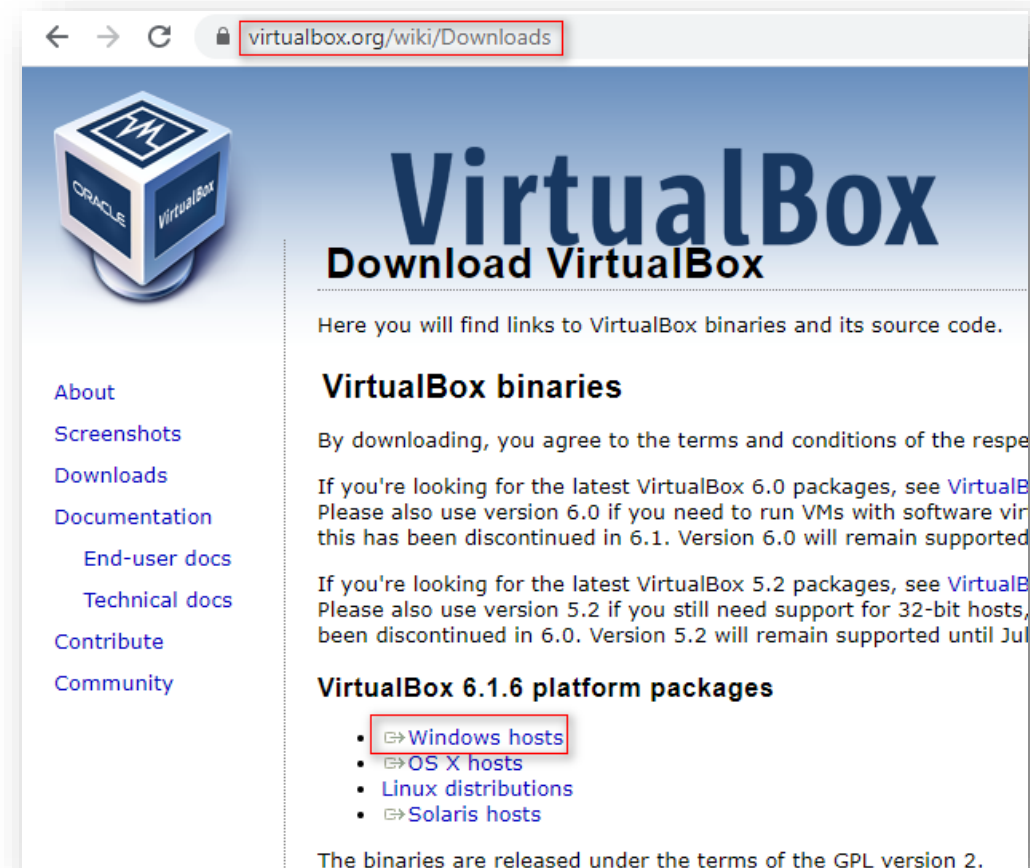 virtualbox.org/wiki/Downloads
ORACLE
VirtualBox
VirtualBox
Download VirtualBox
Here you will find links to VirtualBox binaries and its source code.
About
Screenshots
Downloads
Documentation
End-user docs
Technical docs
Contribute
Community
VirtualBox binaries
By downloading, you agree to the terms and conditions of the respe
If you're looking for the latest VirtualBox 6.0 packages, see VirtualB
Please also use version 6.0 if you need to run VMs with software vir
this has been discontinued in 6.1. Version 6.0 will remain supported
If you're looking for the latest VirtualBox 5.2 packages, see VirtualB
Please also use version 5.2 if you still need support for 32-bit hosts,
been discontinued in 6.0. Version 5.2 will remain supported until Jul
VirtualBox 6.1.6 platform packages
Windows hosts
OS X hosts
Linux distributions
Solaris hosts
The binaries are released under the terms of the GPL version 2.